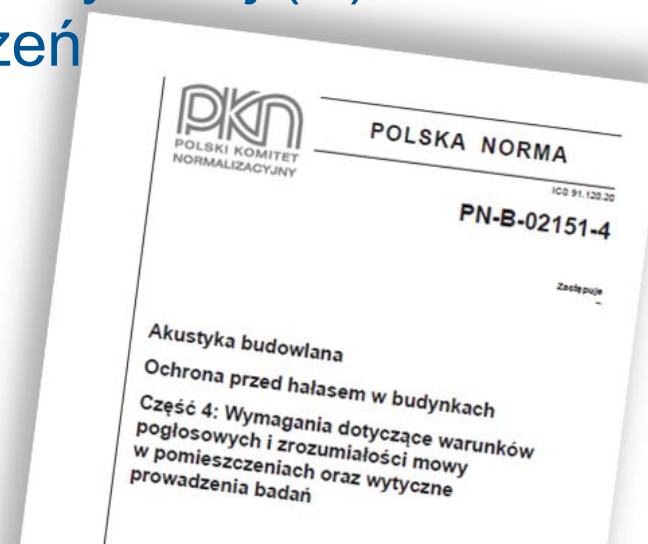 zeń
PKN
POLSKI KOMITET
NORMALIZACYJNY
POLSKA NORMA
ICS 91.120.20
PN-B-02151-4
Zastępuje
–
Akustyka budowlana
Ochrona przed hałasem w budynkach
Część 4: Wymagania dotyczące warunków
pogłosowych i zrozumiałości mowy
w pomieszczeniach oraz wytyczne
prowadzenia badań